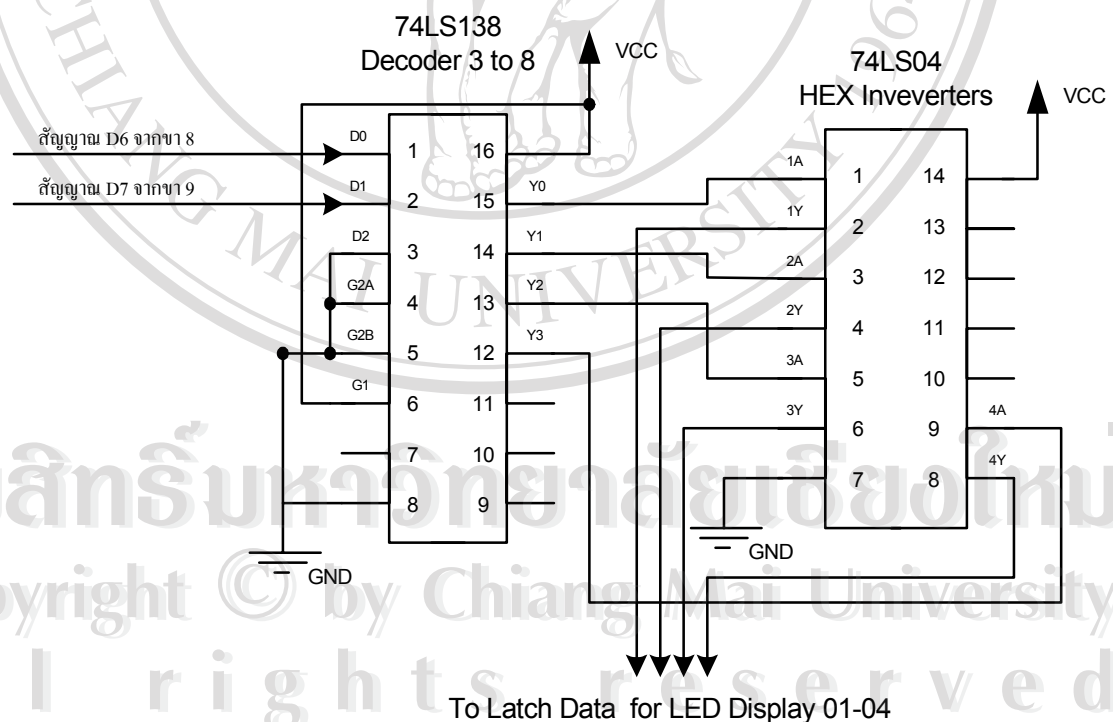 74LS138
Decoder 3 to 8
VCC
74LS04
HEX Inveverters
VCC
สัญญาณ D6 จากขา 8
สัญญาณ D7 จากขา 9
D0
D1
D2
G2A
G2B
G1
1
2
3
4
5
6
7
8
16
15
14
13
12
11
10
9
Y0
Y1
Y2
Y3
GND
1A
1Y
2A
2Y
3A
3Y
1
2
3
4
5
6
7
8
14
13
12
11
10
9
4A
4Y
GND
To Latch Data for LED Display 01-04
CHIANG MAI UNIVERSITY 196
สิทธิ์มหาวิทยาลัยเชียงใหม่
pyright © by Chiang Mai University
l rights reserved